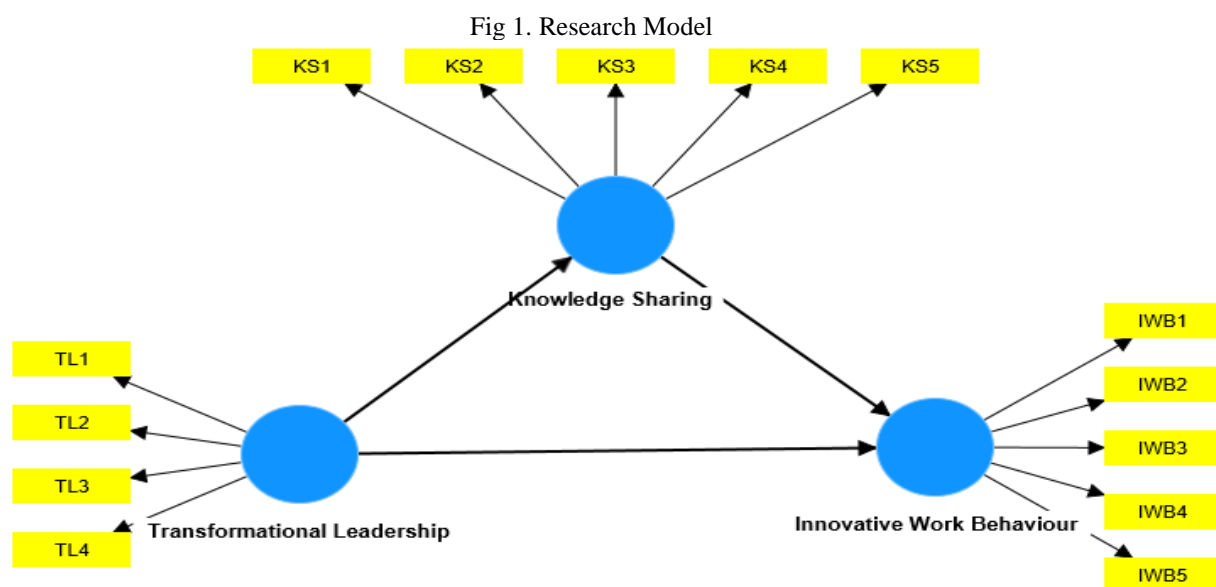 Fig 1. Research Model
KS1
KS2
KS3
KS4
KS5
Knowledge Sharing
IWB1
TL1
IWB2
TL2
IWB3
TL3
IWB4
Transformational Leadership
Innovative Work Behaviour
TL4
IWB5